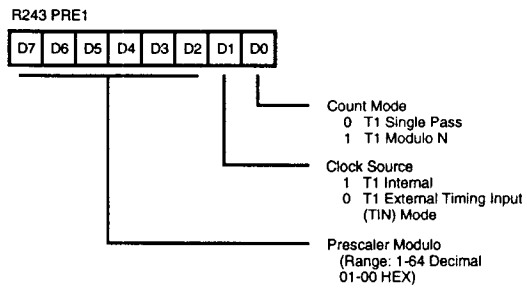 R243 PRE1
D7 D6 D5 D4 D3 D2 D1 D0
Count Mode
0 T1 Single Pass
1 T1 Modulo N
Clock Source
1 T1 Internal
0 T1 External Timing Input
(TIN) Mode
Prescaler Modulo
(Range: 1-64 Decimal
01-00 HEX)